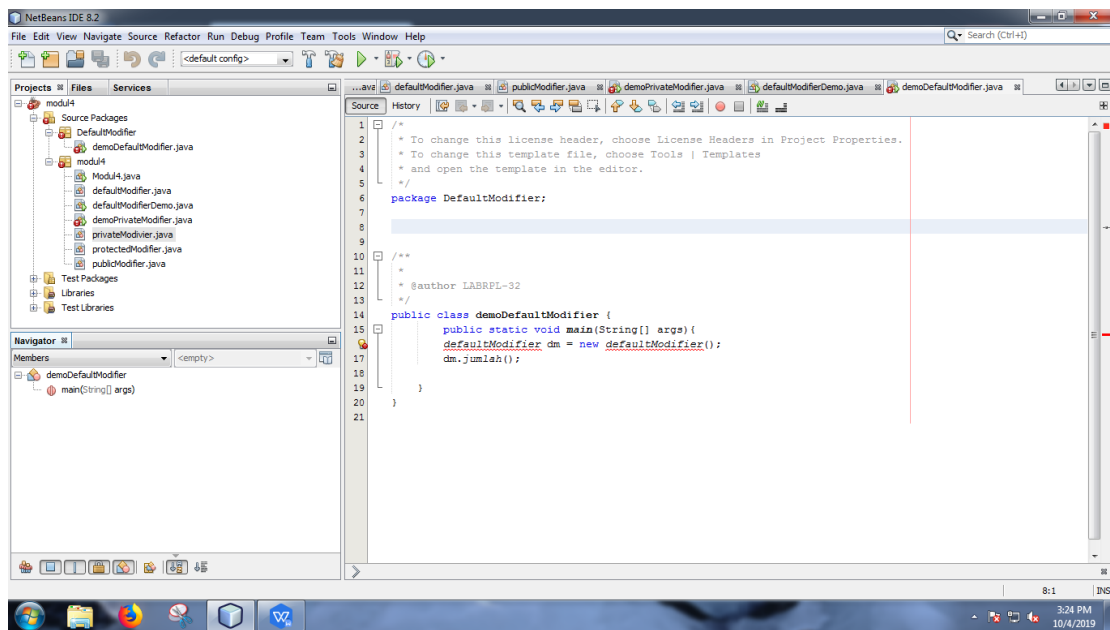 NetBeans IDE 8.2
File Edit View Navigate Source Refactor Run Debug Profile Team Tools Window Help
Search (Ctrl+I)
<default config>
Projects Files Services
...ava defaultModifier.java publicModifier.java demoPrivateModifier.java defaultModifierDemo.java demoDefaultModifier.java
Source History
modul4
Source Packages
DefaultModifier
demoDefaultModifier.java
modul4
Modul4.java
defaultModifier.java
defaultModifierDemo.java
demoPrivateModifier.java
privateModivier.java
protectedModifier.java
publicModifier.java
Test Packages
Libraries
Test Libraries
Navigator
Members <empty>
demoDefaultModifier
main(String[] args)
1 /*
2 * To change this license header, choose License Headers in Project Properties.
3 * To change this template file, choose Tools | Templates
4 * and open the template in the editor.
5 */
6 package DefaultModifier;
7
8
9
10 /**
11 *
12 * @author LABRPL-32
13 */
14 public class demoDefaultModifier {
15 public static void main(String[] args){
defaultModifier dm = new defaultModifier();
17 dm.jumlah();
18
19 }
20 }
21
8:1 INS
3:24 PM
10/4/2019